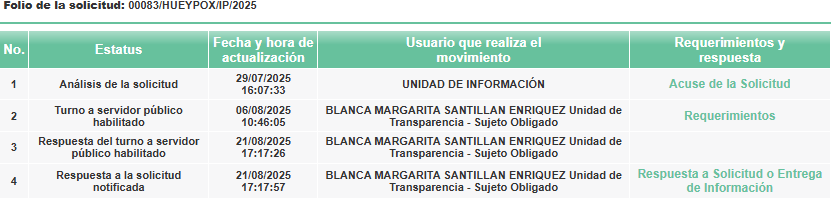 Folio de la solicitud: 00083/HUEYPOX/IP/2025
No. Estatus Fecha y hora de actualización Usuario que realiza el movimiento Requerimientos y respuesta
1 Análisis de la solicitud 29/07/2025 16:07:33 UNIDAD DE INFORMACIÓN Acuse de la Solicitud
2 Turno a servidor público habilitado 06/08/2025 10:46:05 BLANCA MARGARITA SANTILLAN ENRIQUEZ Unidad de Transparencia - Sujeto Obligado Requerimientos
3 Respuesta del turno a servidor público habilitado 21/08/2025 17:17:26 BLANCA MARGARITA SANTILLAN ENRIQUEZ Unidad de Transparencia - Sujeto Obligado
4 Respuesta a la solicitud notificada 21/08/2025 17:17:57 BLANCA MARGARITA SANTILLAN ENRIQUEZ Unidad de Transparencia - Sujeto Obligado Respuesta a Solicitud o Entrega de Información